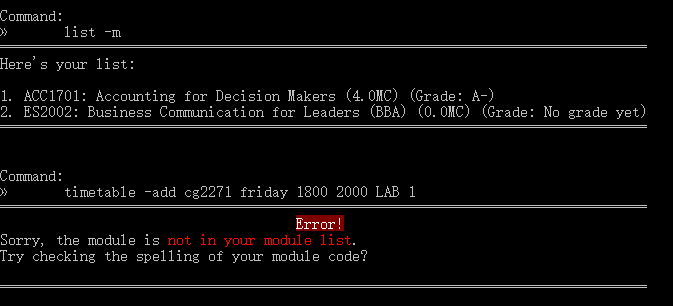 Command:
» list -m
Here's your list:
1. ACC1701: Accounting for Decision Makers (4.0MC) (Grade: A-)
2. ES2002: Business Communication for Leaders (BBA) (0.0MC) (Grade: No grade yet)
Command:
» timetable -add cg2271 friday 1800 2000 LAB 1
Error!
Sorry, the module is not in your module list.
Try checking the spelling of your module code?